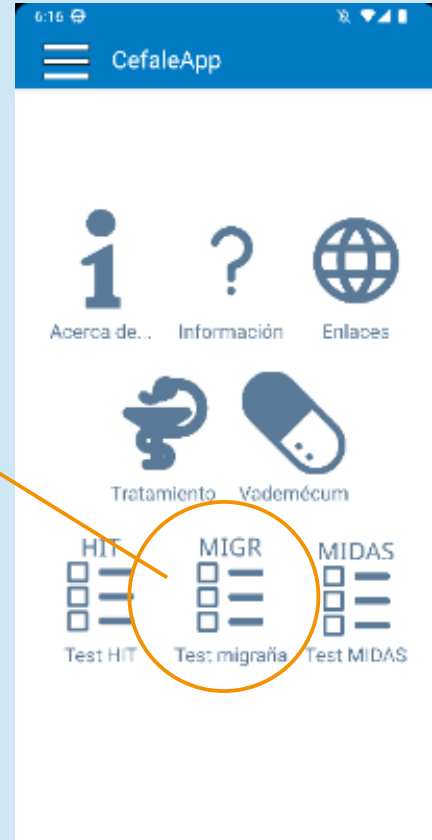 6:16
CefaleApp
Acerca de... Información Enlaces
Tratamiento Vademécum
HIT MIGR MIDAS
Test HIT Test migraña Test MIDAS